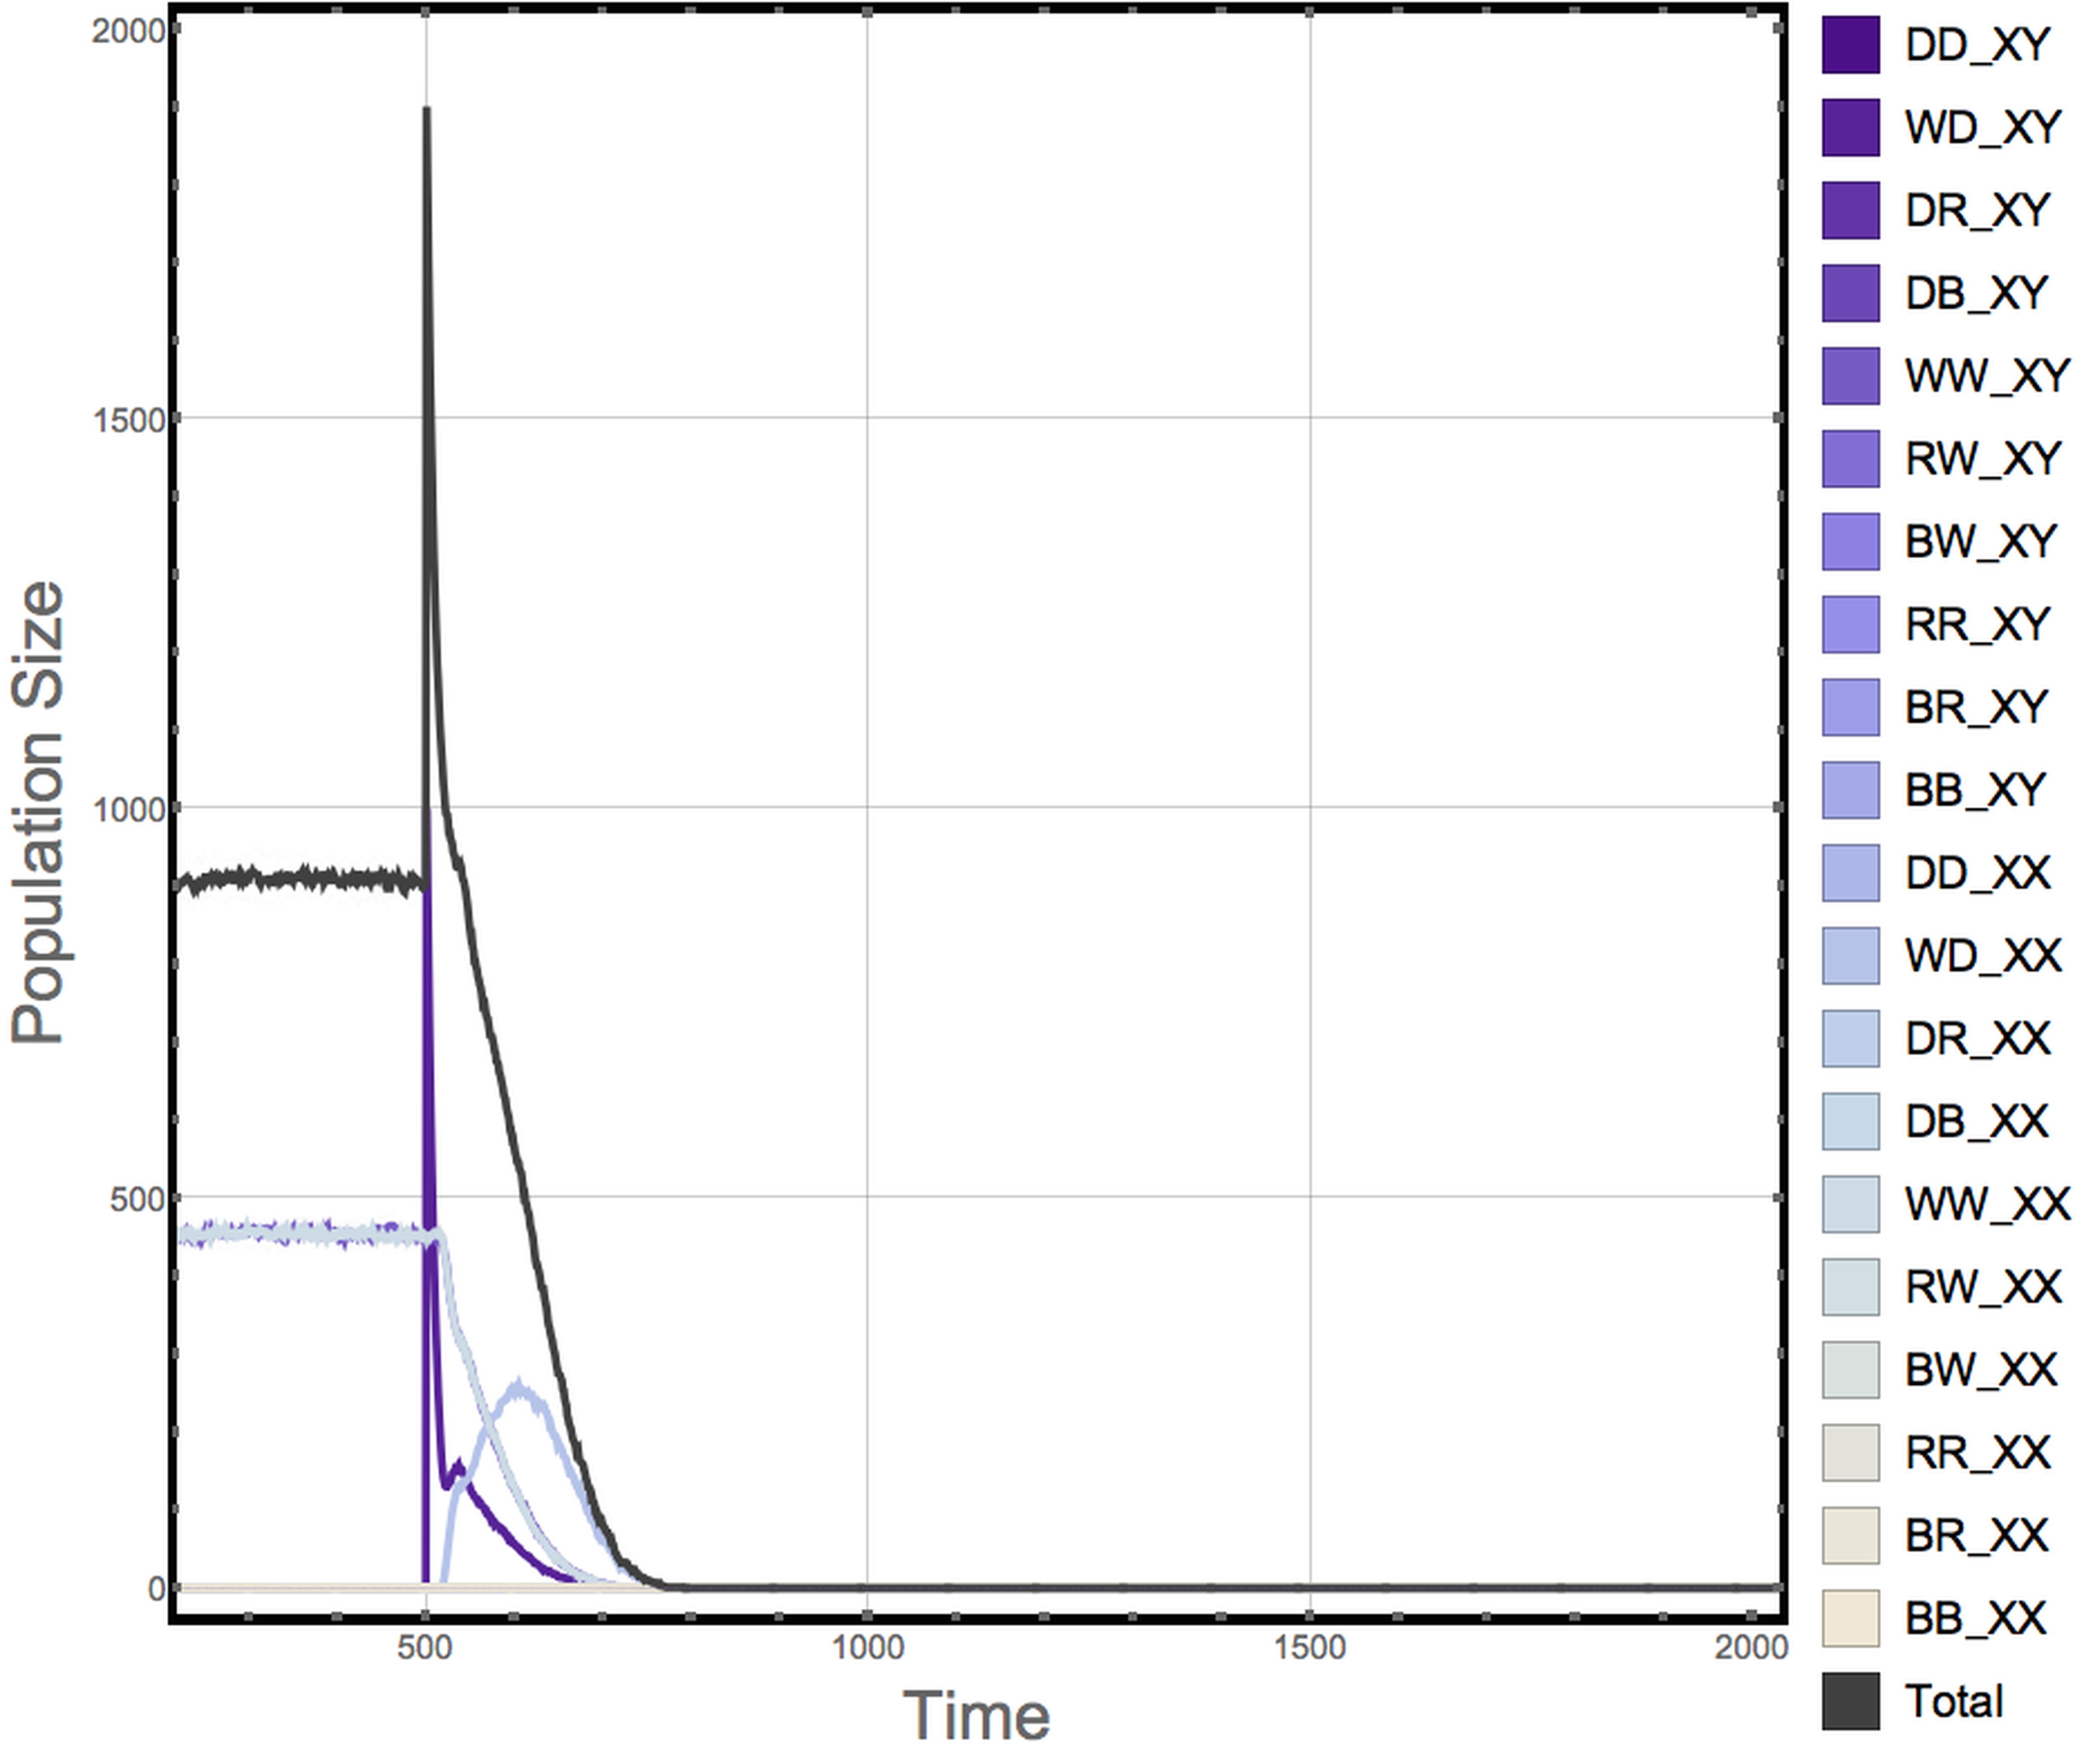 2000
1500
1000
500
0
Population Size
500
1000
1500
2000
Time
DD_XY
WD_XY
DR_XY
DB_XY
WW_XY
RW_XY
BW_XY
RR_XY
BR_XY
BB_XY
DD_XX
WD_XX
DR_XX
DB_XX
WW_XX
RW_XX
BW_XX
RR_XX
BR_XX
BB_XX
Total